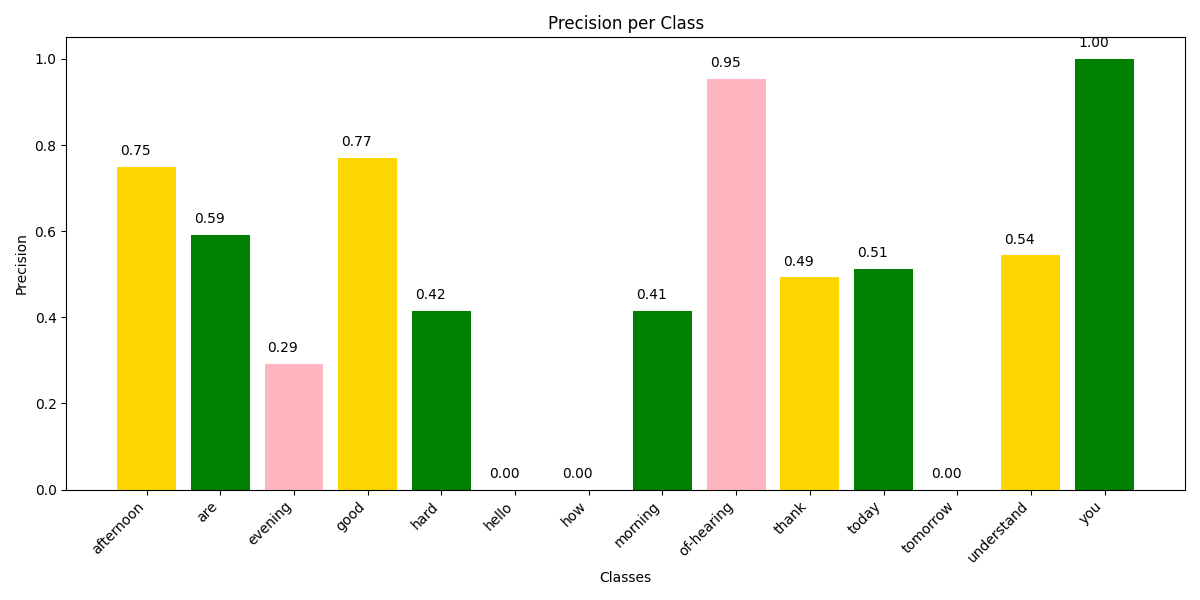 Precision per Class
1.00
0.95
0.77
0.75
0.59
0.54
0.51
0.49
0.42
0.41
0.29
0.00
0.00
0.00
1.0
0.8
0.6
0.4
0.2
0.0
Precision
afternoon
are
evening
good
hard
hello
how
morning
of-hearing
thank
today
tomorrow
understand
you
Classes